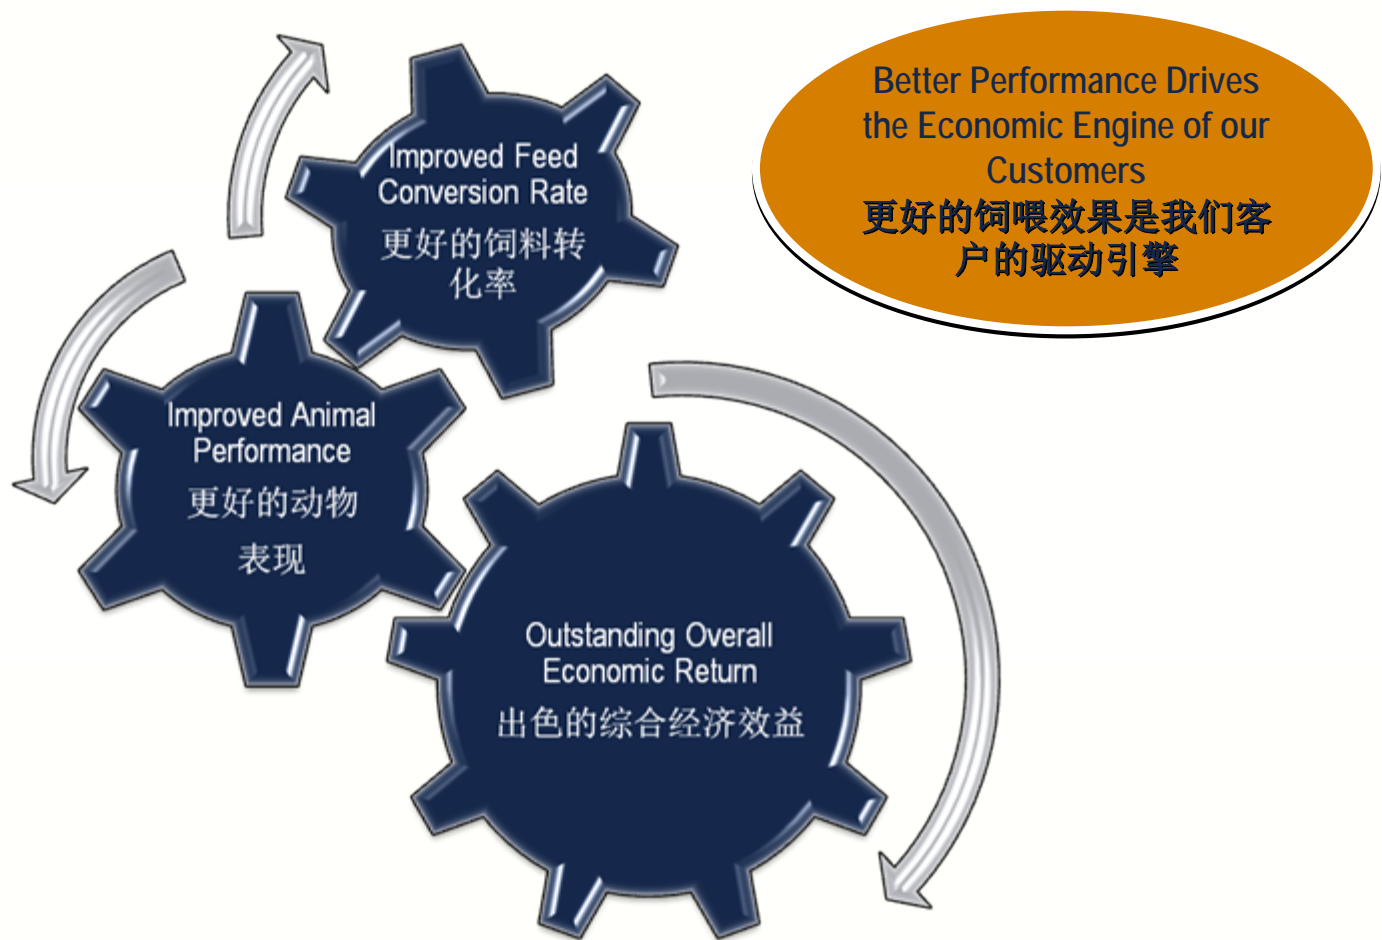 Better Performance Drives
the Economic Engine of our
Customers
更好的饲喂效果是我们客
户的驱动引擎
Improved Feed
Conversion Rate
更好的饲料转
化率
Improved Animal
Performance
更好的动物
表现
Outstanding Overall
Economic Return
出色的综合经济效益